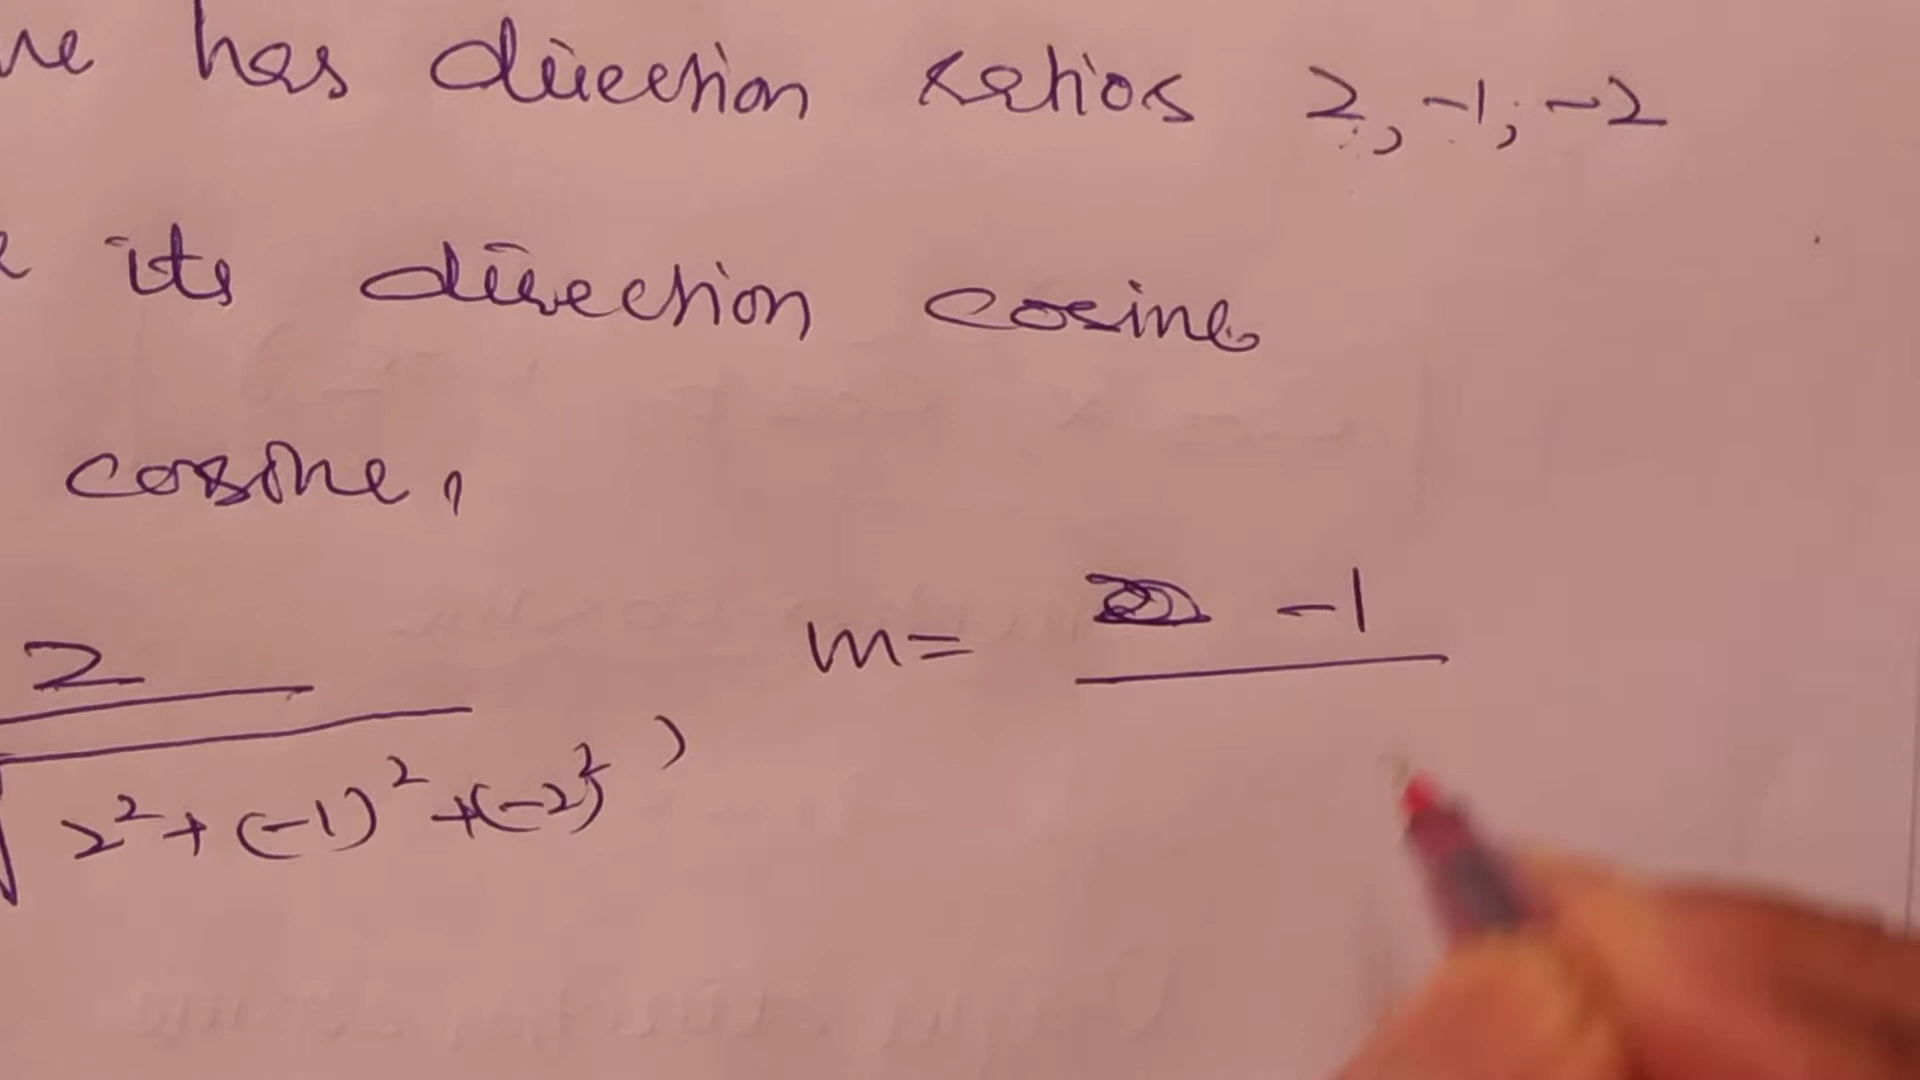 has direction ratios 2, -1, -2
its direction cosine
cosine,
2 m = -1
√2² + (-1)² + (-2)² ,